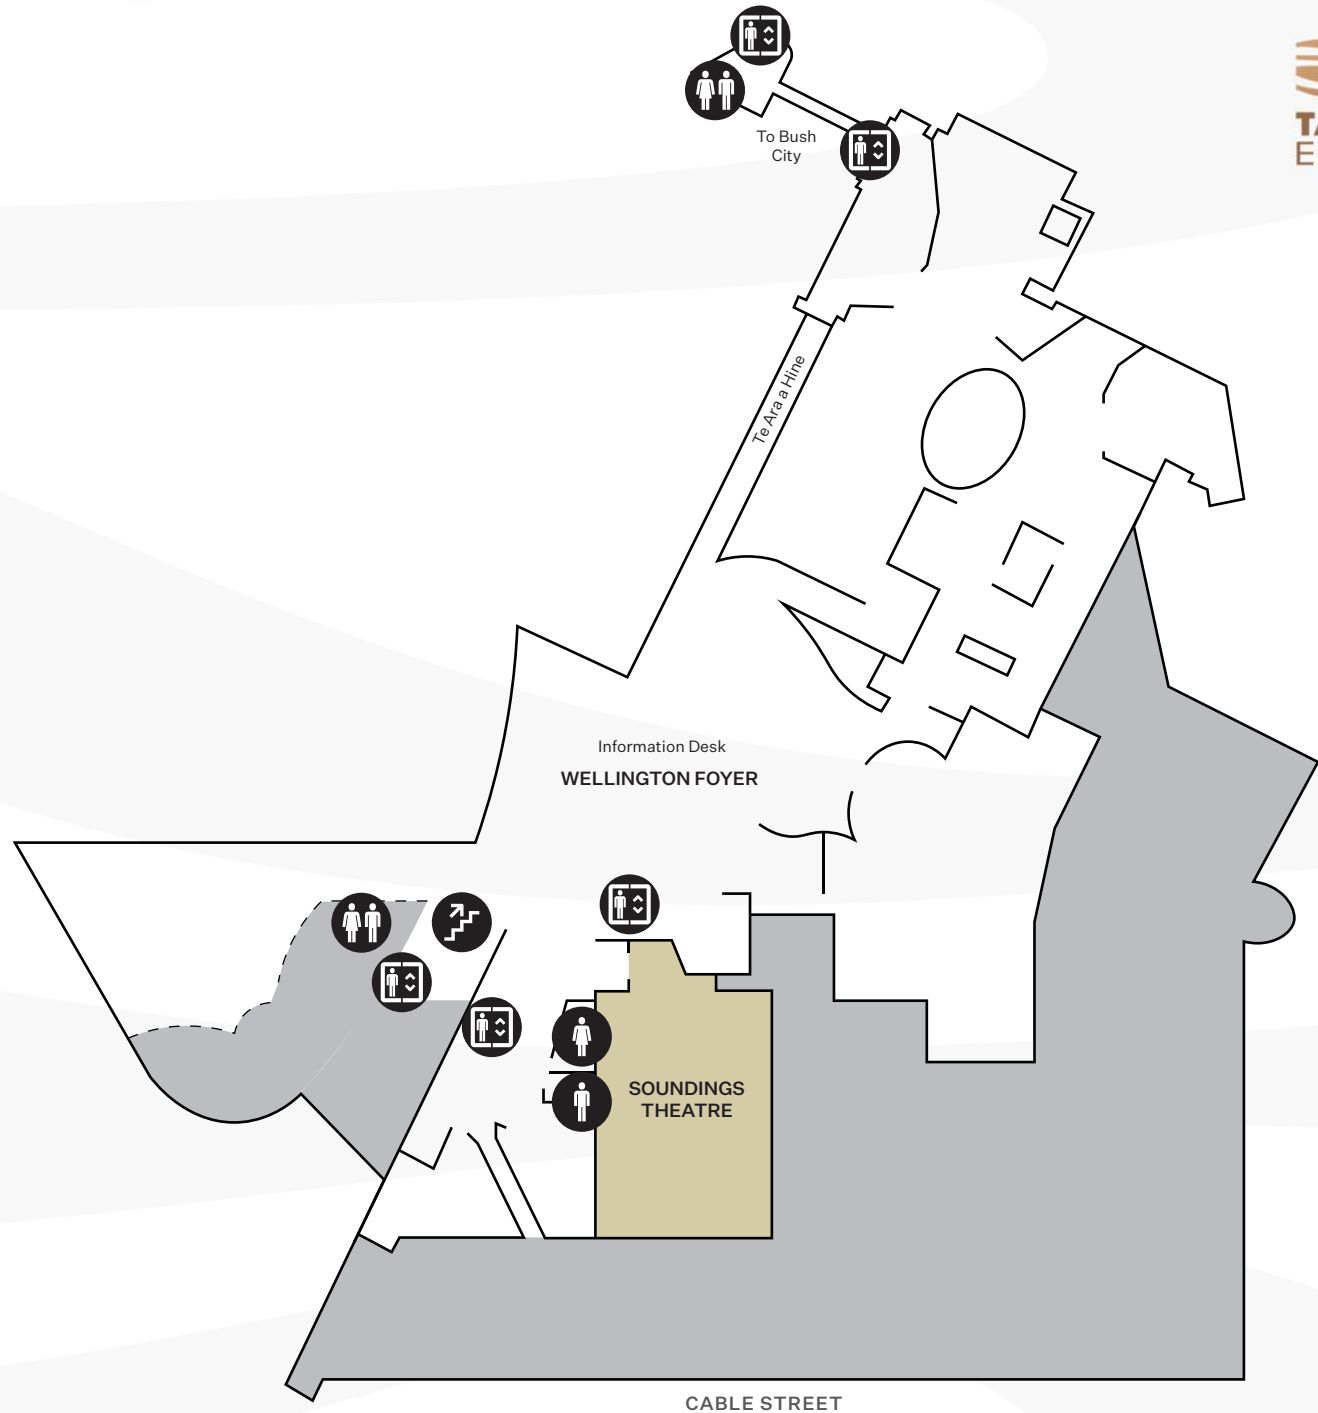 To Bush
City
Te Ara a Hine
Information Desk
WELLINGTON FOYER
SOUNDINGS
THEATRE
CABLE STREET